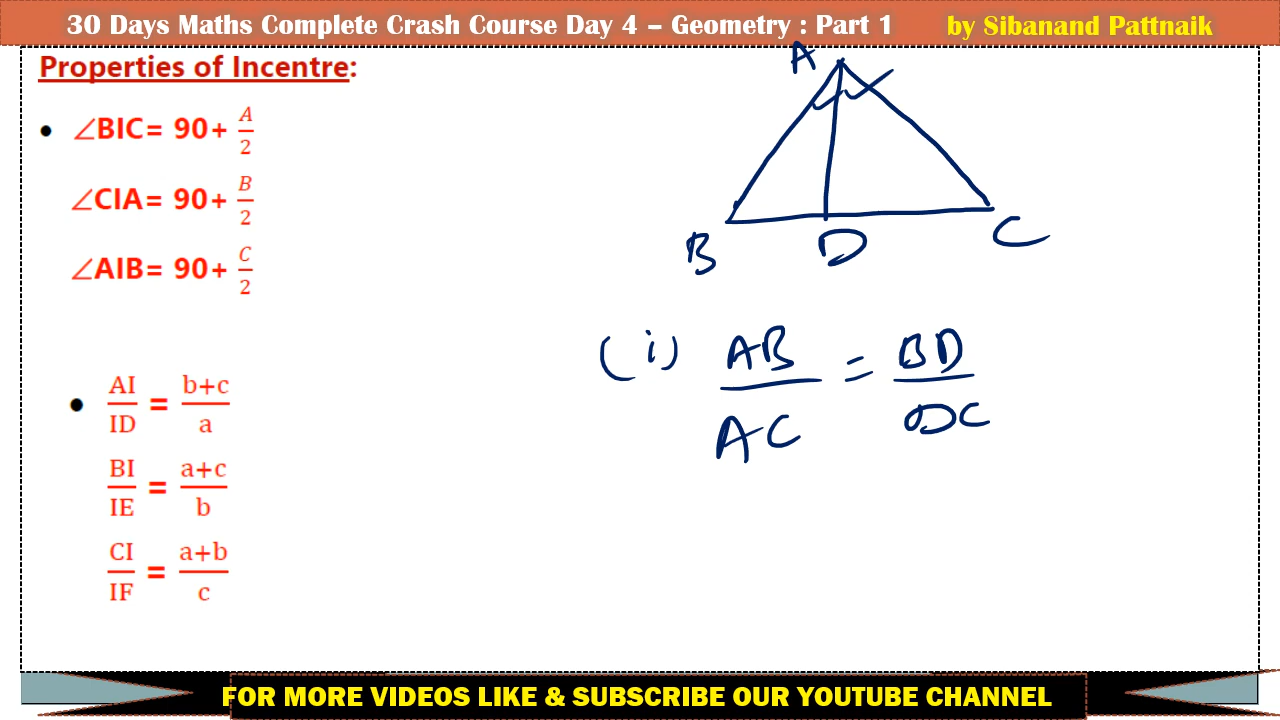 30 Days Maths Complete Crash Course Day 4 – Geometry : Part 1 by Sibanand Pattnaik
Properties of Incentre:
• ∠BIC= 90+ A/2
∠CIA= 90+ B/2
∠AIB= 90+ C/2
• AI/ID = b+c/a
BI/IE = a+c/b
CI/IF = a+b/c
A
B D C
(i) AB/AC = BD/DC
FOR MORE VIDEOS LIKE & SUBSCRIBE OUR YOUTUBE CHANNEL